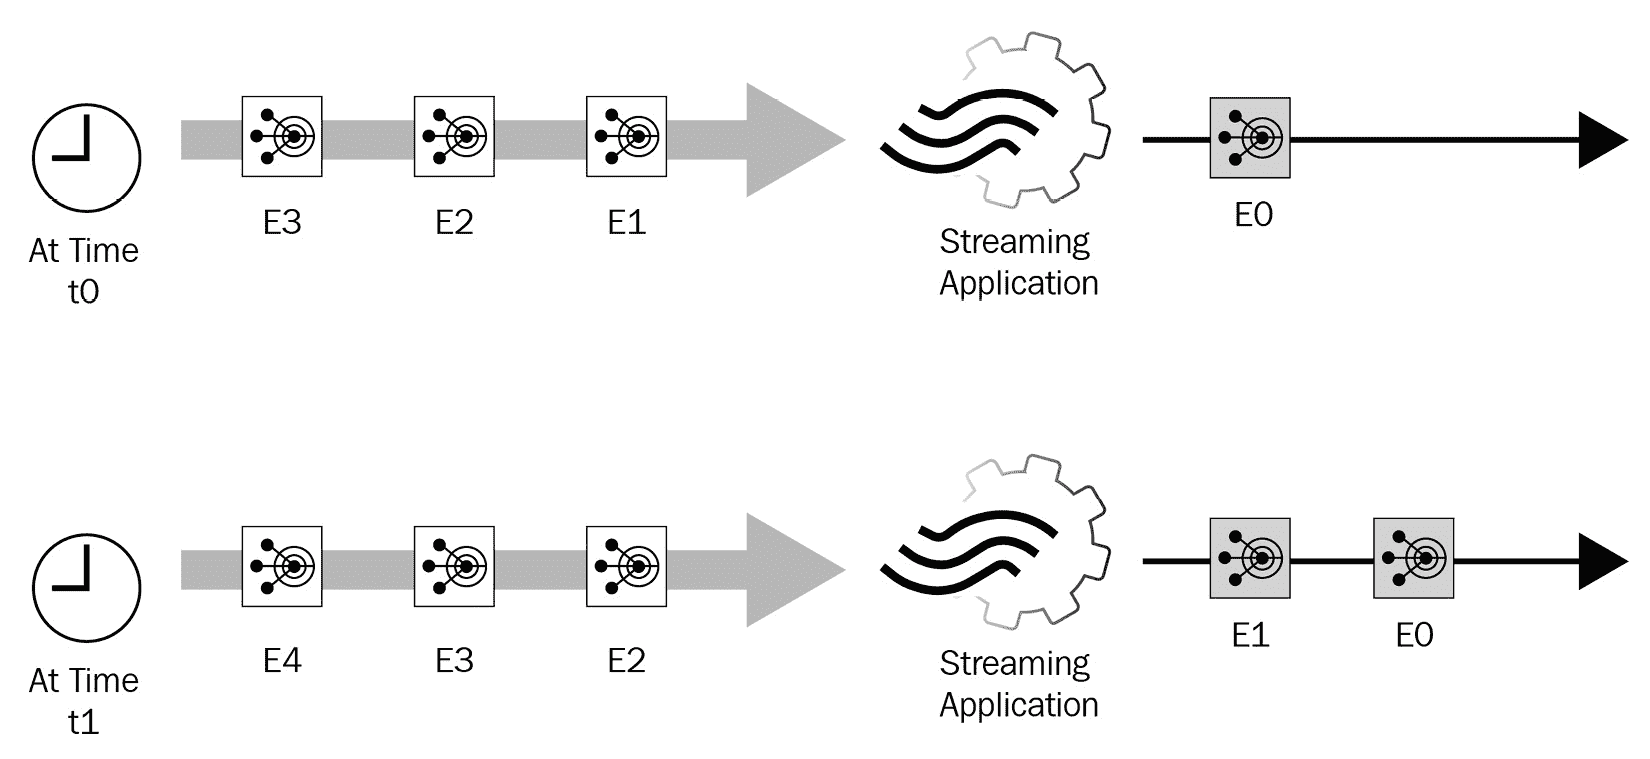 E3
E2
E1
E0
At Time
t0
Streaming
Application
E4
E3
E2
E1
E0
At Time
t1
Streaming
Application